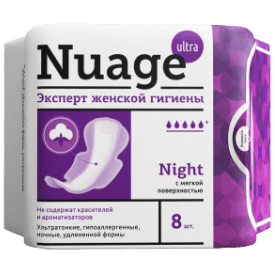 Nuage
ultra
Эксперт женской гигиены
Night
с мягкой
поверхностью
Не содержат красителей
и ароматизаторов
Ультратонкие, гипоаллергенные,
ночные, удлиненной формы
8 шт.